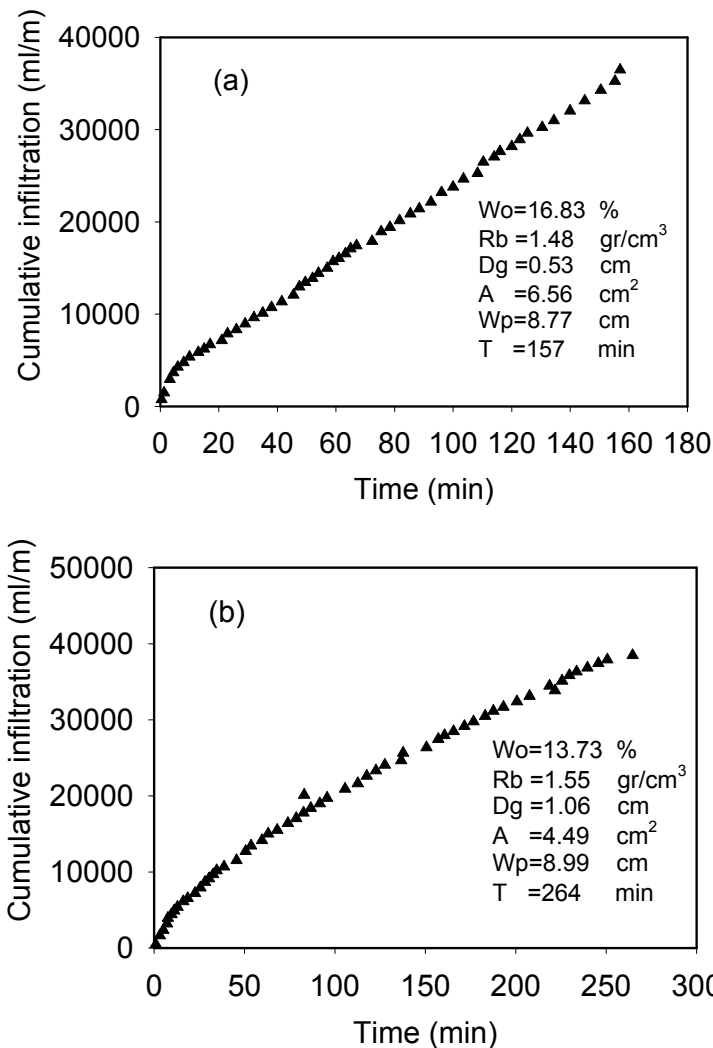 40000
(a)
30000
20000
10000
0
Cumulative infiltration (ml/m)
Wo=16.83 %
Rb =1.48 gr/cm³
Dg =0.53 cm
A =6.56 cm²
Wp=8.77 cm
T =157 min
0 20 40 60 80 100 120 140 160 180
Time (min)
50000
(b)
40000
30000
20000
10000
0
Cumulative infiltration (ml/m)
Wo=13.73 %
Rb =1.55 gr/cm³
Dg =1.06 cm
A =4.49 cm²
Wp=8.99 cm
T =264 min
0 50 100 150 200 250 300
Time (min)